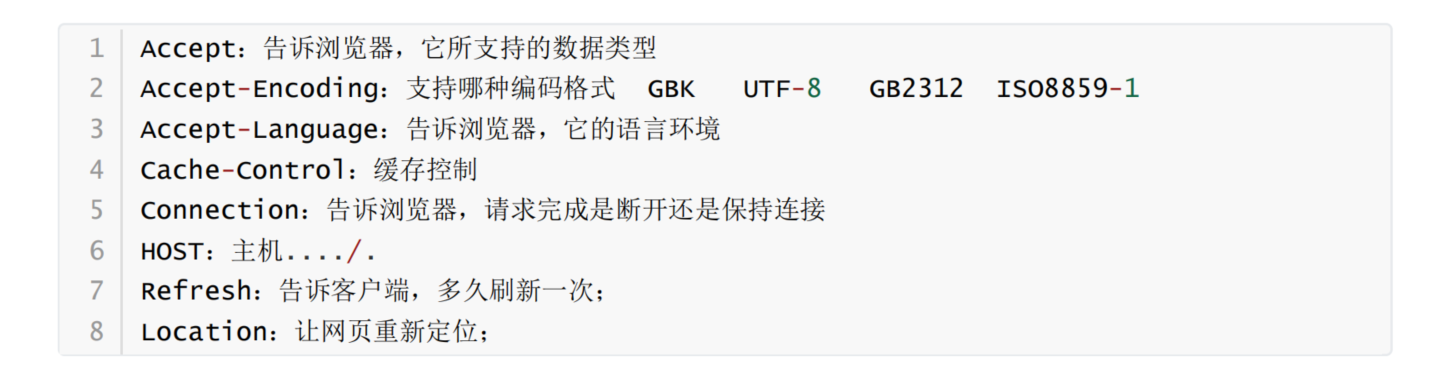 1 Accept：告诉浏览器，它所支持的数据类型
2 Accept-Encoding：支持哪种编码格式 GBK UTF-8 GB2312 ISO8859-1
3 Accept-Language：告诉浏览器，它的语言环境
4 Cache-Control：缓存控制
5 Connection：告诉浏览器，请求完成是断开还是保持连接
6 HOST：主机..../.
7 Refresh：告诉客户端，多久刷新一次；
8 Location：让网页重新定位；